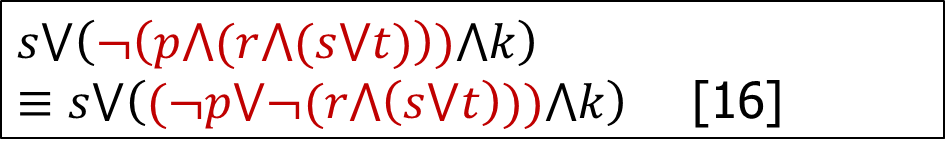 s∨(¬(p∧(r∧(s∨t)))∧k)
≡ s∨((¬p∨¬(r∧(s∨t)))∧k) [16]